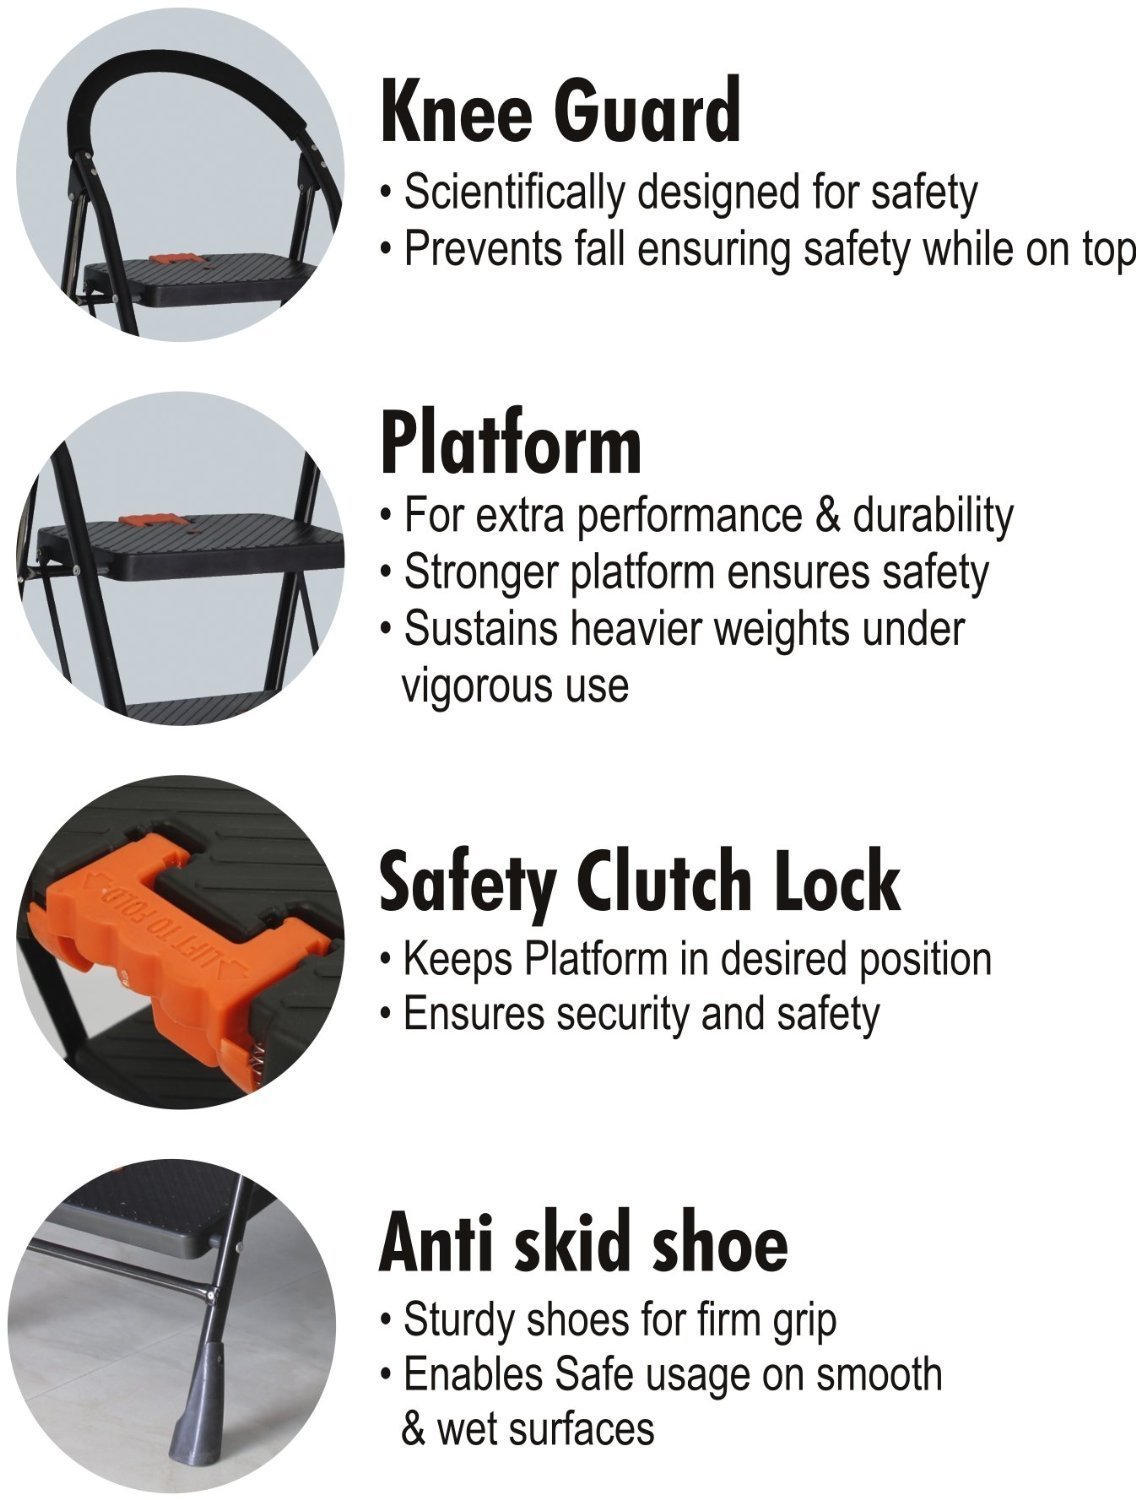 Knee Guard
• Scientifically designed for safety
• Prevents fall ensuring safety while on top
Platform
• For extra performance & durability
• Stronger platform ensures safety
• Sustains heavier weights under
vigorous use
LIFT TO FOLD
Safety Clutch Lock
• Keeps Platform in desired position
• Ensures security and safety
Anti skid shoe
• Sturdy shoes for firm grip
• Enables Safe usage on smooth
& wet surfaces